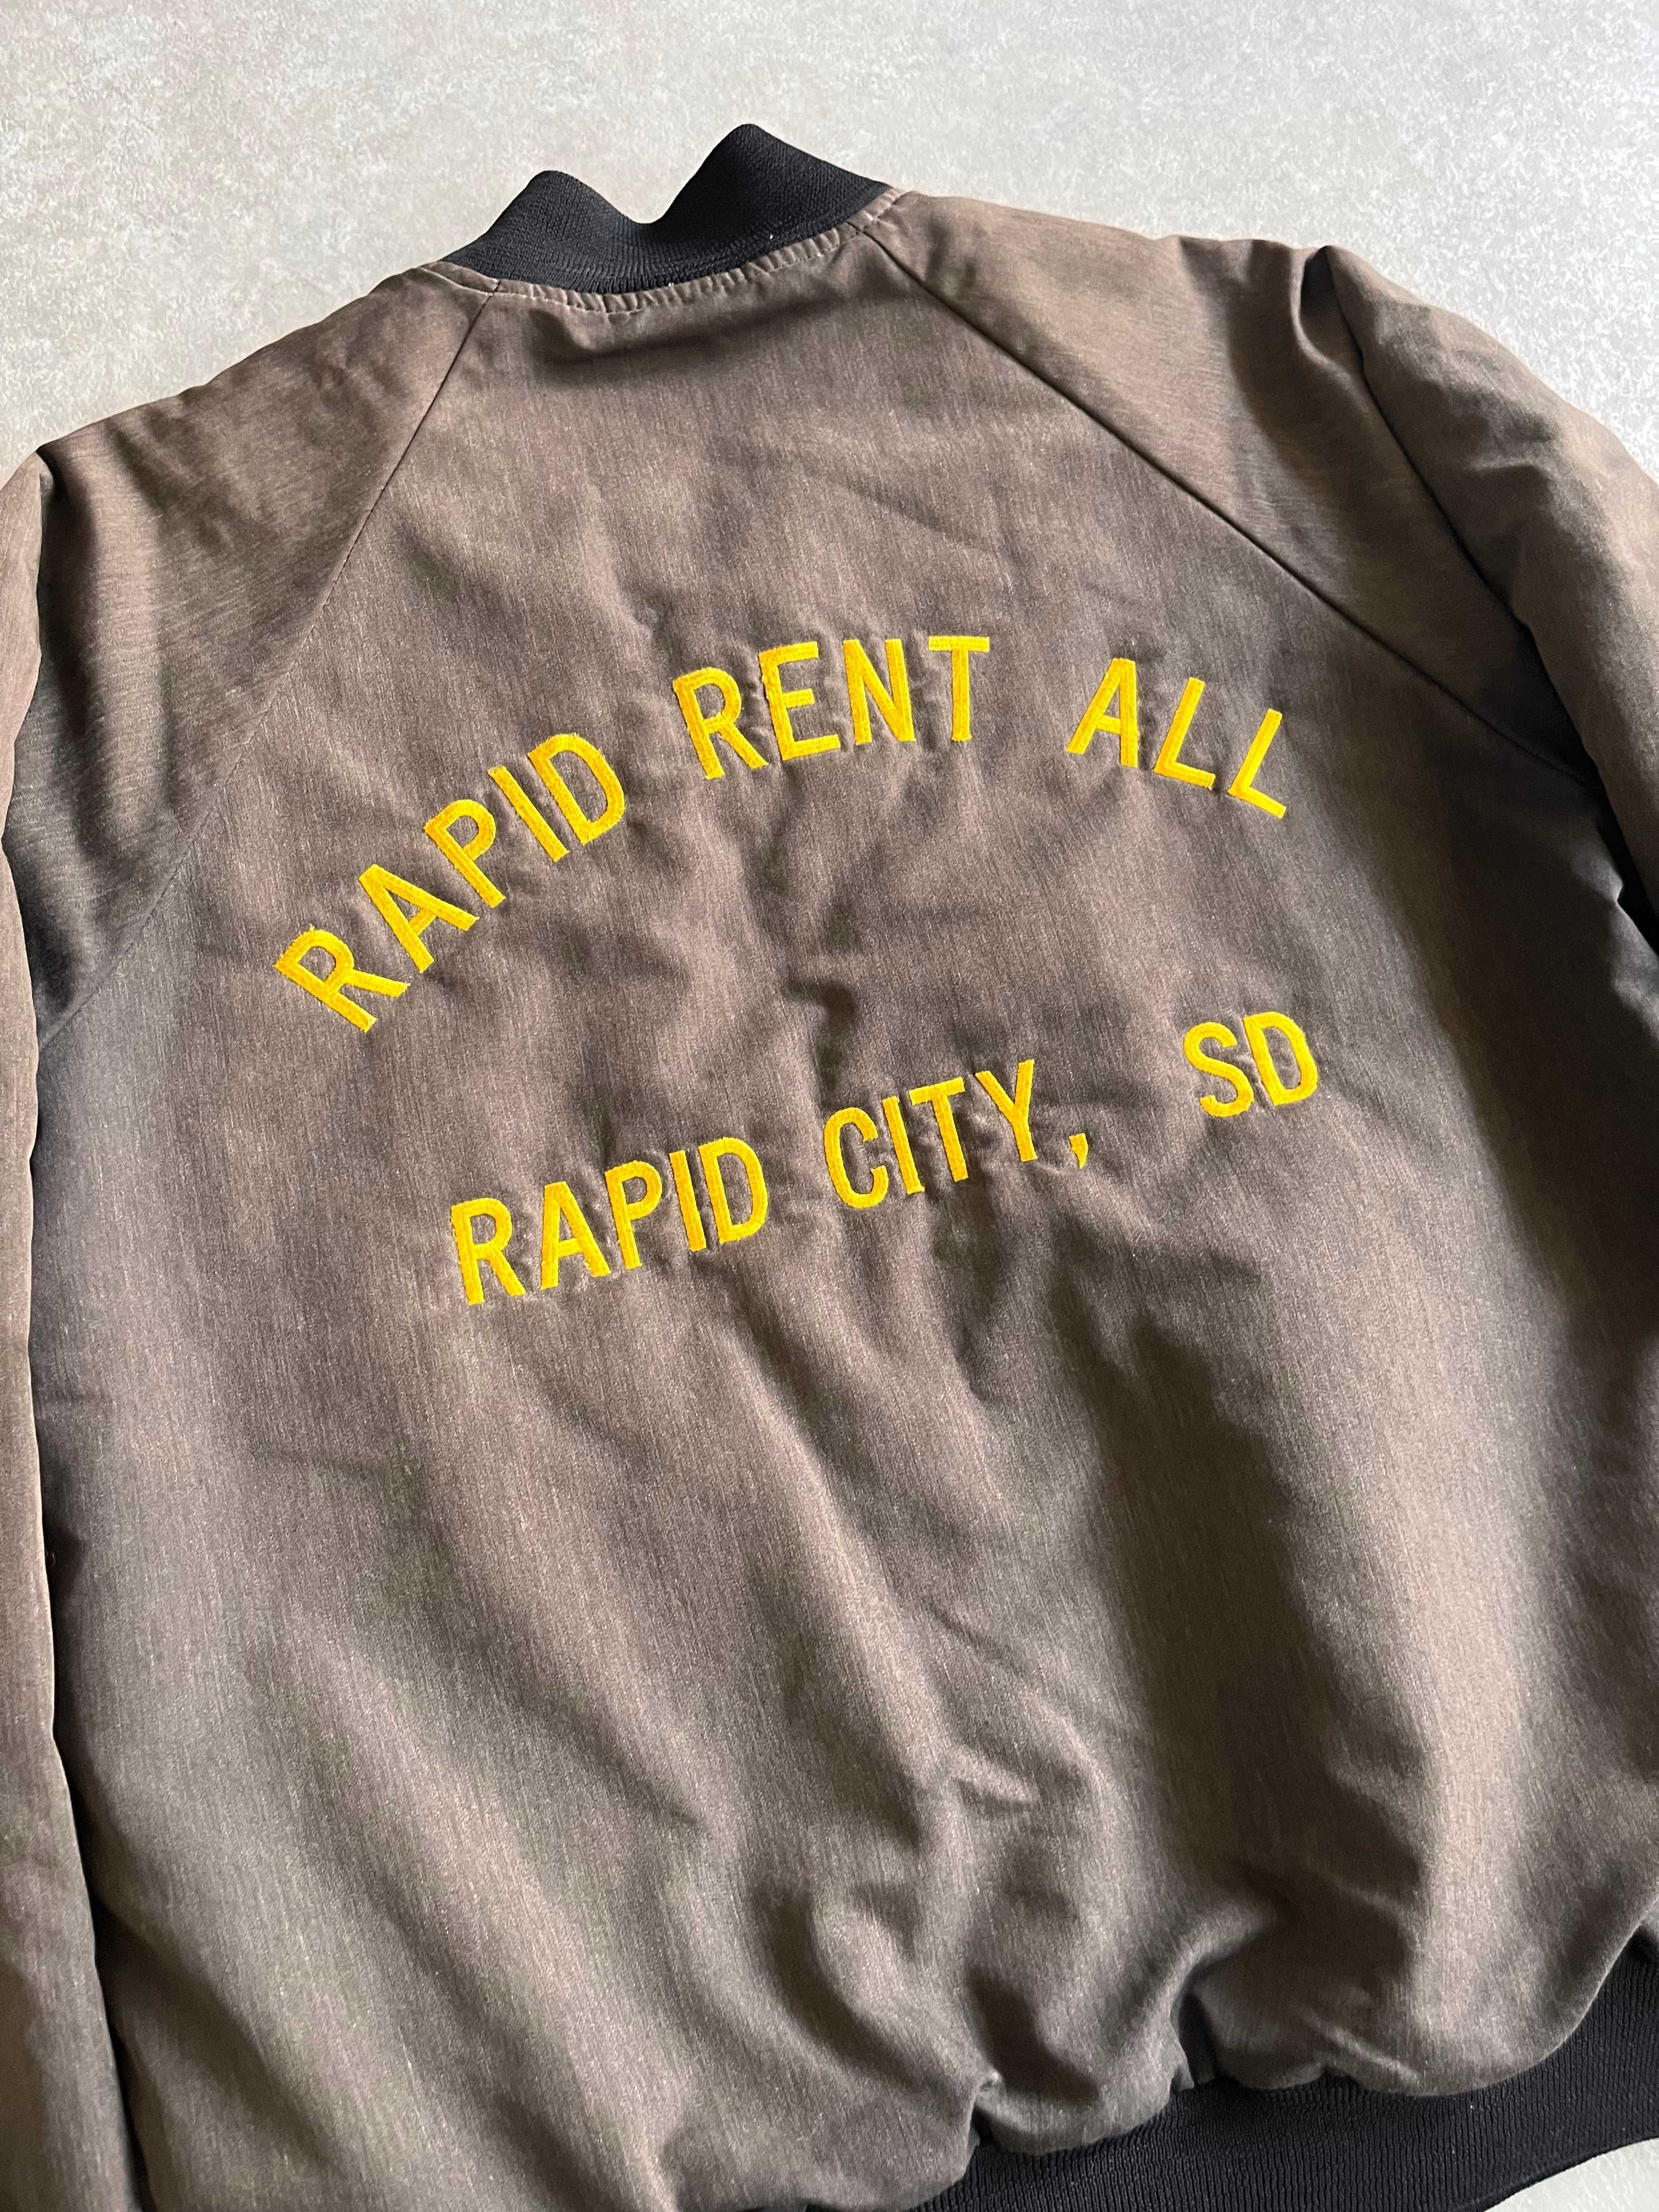 RAPID RENT ALL
RAPID CITY, SD